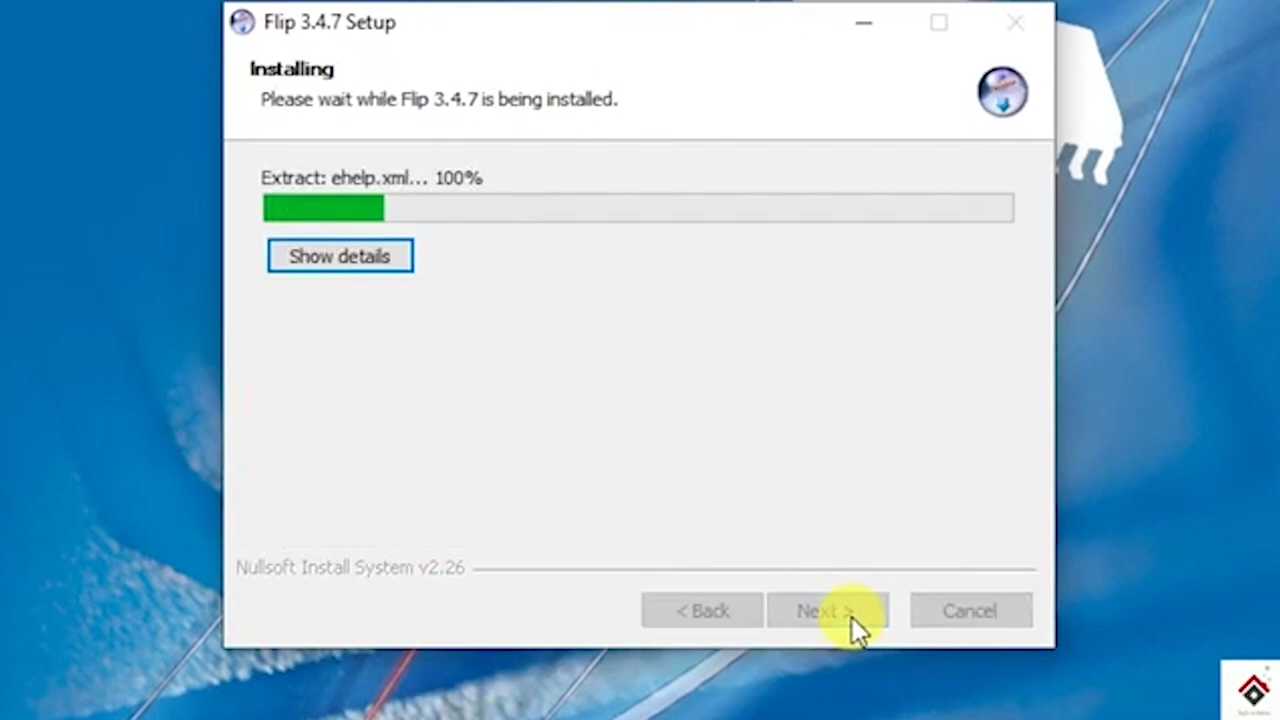 Flip 3.4.7 Setup
Installing
Please wait while Flip 3.4.7 is being installed.
Extract: ehelp.xml... 100%
Show details
Nullsoft Install System v2.26
< Back
Next >
Cancel